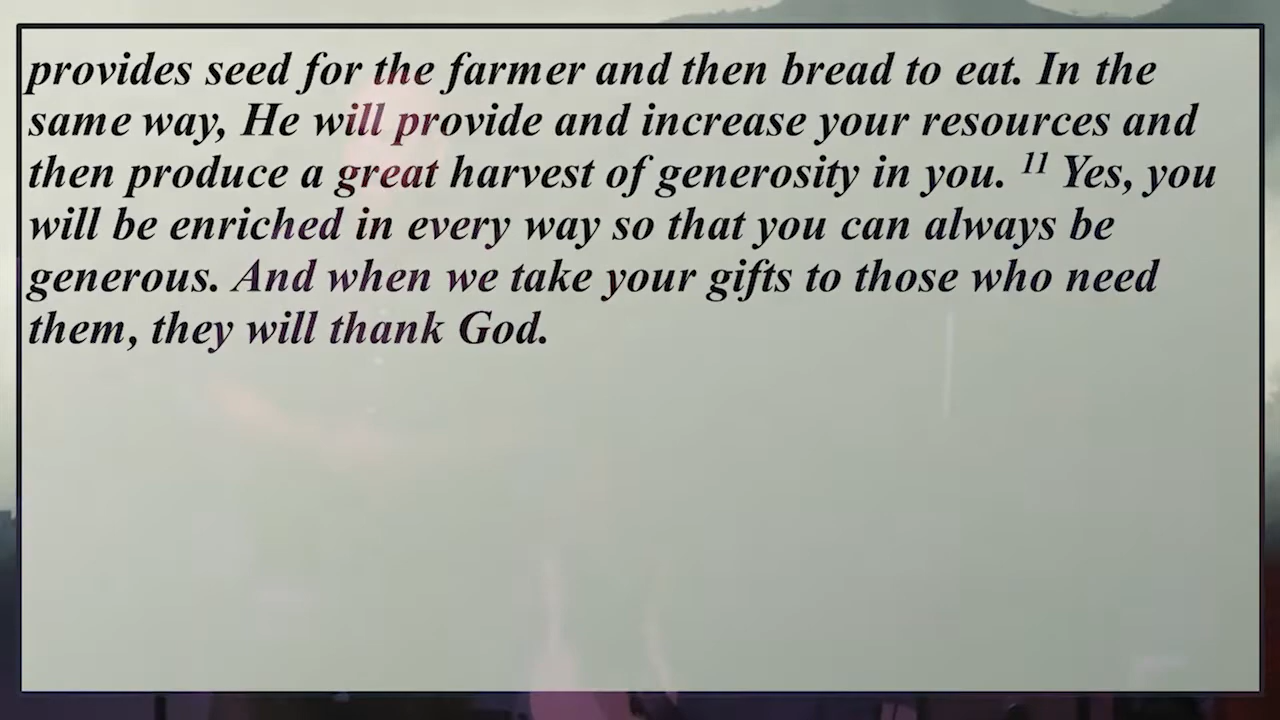 provides seed for the farmer and then bread to eat. In the
same way, He will provide and increase your resources and
then produce a great harvest of generosity in you. 11 Yes, you
will be enriched in every way so that you can always be
generous. And when we take your gifts to those who need
them, they will thank God.